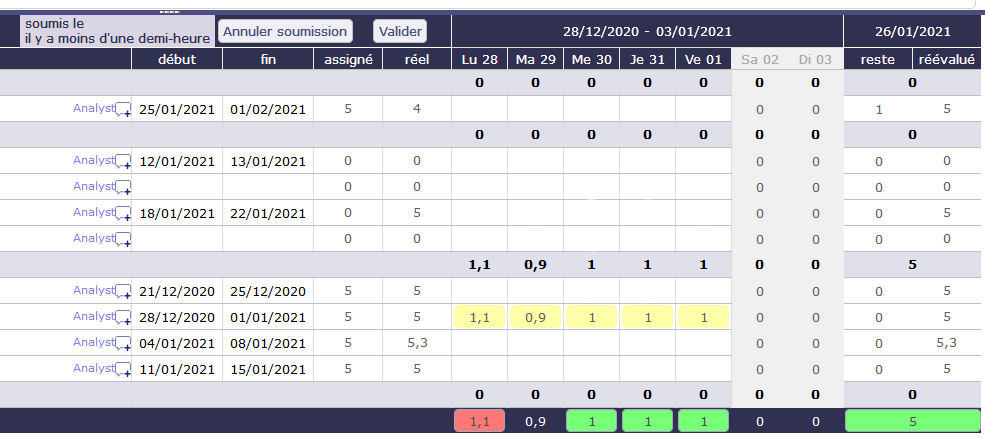 soumis le
il y a moins d'une demi-heure Annuler soumission Valider 28/12/2020 - 03/01/2021 26/01/2021
début fin assigné réel Lu 28 Ma 29 Me 30 Je 31 Ve 01 Sa 02 Di 03 reste réévalué
0 0 0 0 0 0 0 0
Analyst 25/01/2021 01/02/2021 5 4 0 0 1 5
0 0 0 0 0 0 0 0
Analyst 12/01/2021 13/01/2021 0 0 0 0 0 0
Analyst 0 0 0 0 0 0
Analyst 18/01/2021 22/01/2021 0 5 0 0 0 5
Analyst 0 0 0 0 0 0
1,1 0,9 1 1 1 0 0 5
Analyst 21/12/2020 25/12/2020 5 5 0 0 0 5
Analyst 28/12/2020 01/01/2021 5 5 1,1 0,9 1 1 1 0 0 0 5
Analyst 04/01/2021 08/01/2021 5 5,3 0 0 0 5,3
Analyst 11/01/2021 15/01/2021 5 5 0 0 0 5
0 0 0 0 0 0 0 0
1,1 0,9 1 1 1 0 0 5